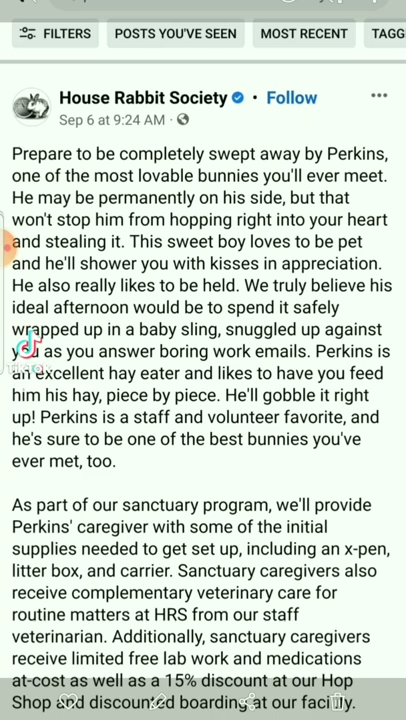 FILTERS POSTS YOU'VE SEEN MOST RECENT TAGG
House Rabbit Society · Follow
Sep 6 at 9:24 AM ·
Prepare to be completely swept away by Perkins,
one of the most lovable bunnies you'll ever meet.
He may be permanently on his side, but that
won't stop him from hopping right into your heart
and stealing it. This sweet boy loves to be pet
and he'll shower you with kisses in appreciation.
He also really likes to be held. We truly believe his
ideal afternoon would be to spend it safely
wrapped up in a baby sling, snuggled up against
you as you answer boring work emails. Perkins is
an excellent hay eater and likes to have you feed
him his hay, piece by piece. He'll gobble it right
up! Perkins is a staff and volunteer favorite, and
he's sure to be one of the best bunnies you've
ever met, too.
As part of our sanctuary program, we'll provide
Perkins' caregiver with some of the initial
supplies needed to get set up, including an x-pen,
litter box, and carrier. Sanctuary caregivers also
receive complementary veterinary care for
routine matters at HRS from our staff
veterinarian. Additionally, sanctuary caregivers
receive limited free lab work and medications
at-cost as well as a 15% discount at our Hop
Shop and discounted boarding at our facility.